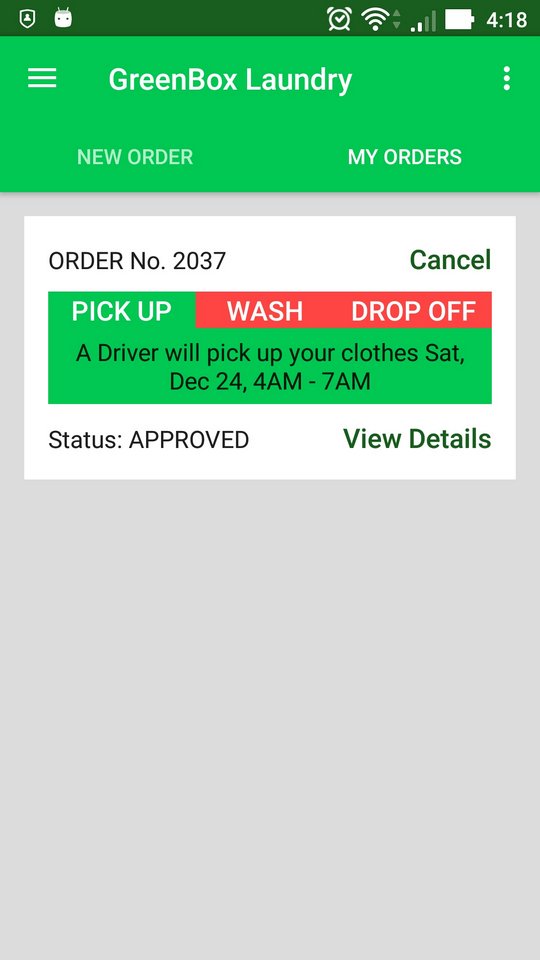 4:18
GreenBox Laundry
NEW ORDER MY ORDERS
ORDER No. 2037 Cancel
PICK UP WASH DROP OFF
A Driver will pick up your clothes Sat,
Dec 24, 4AM - 7AM
Status: APPROVED View Details